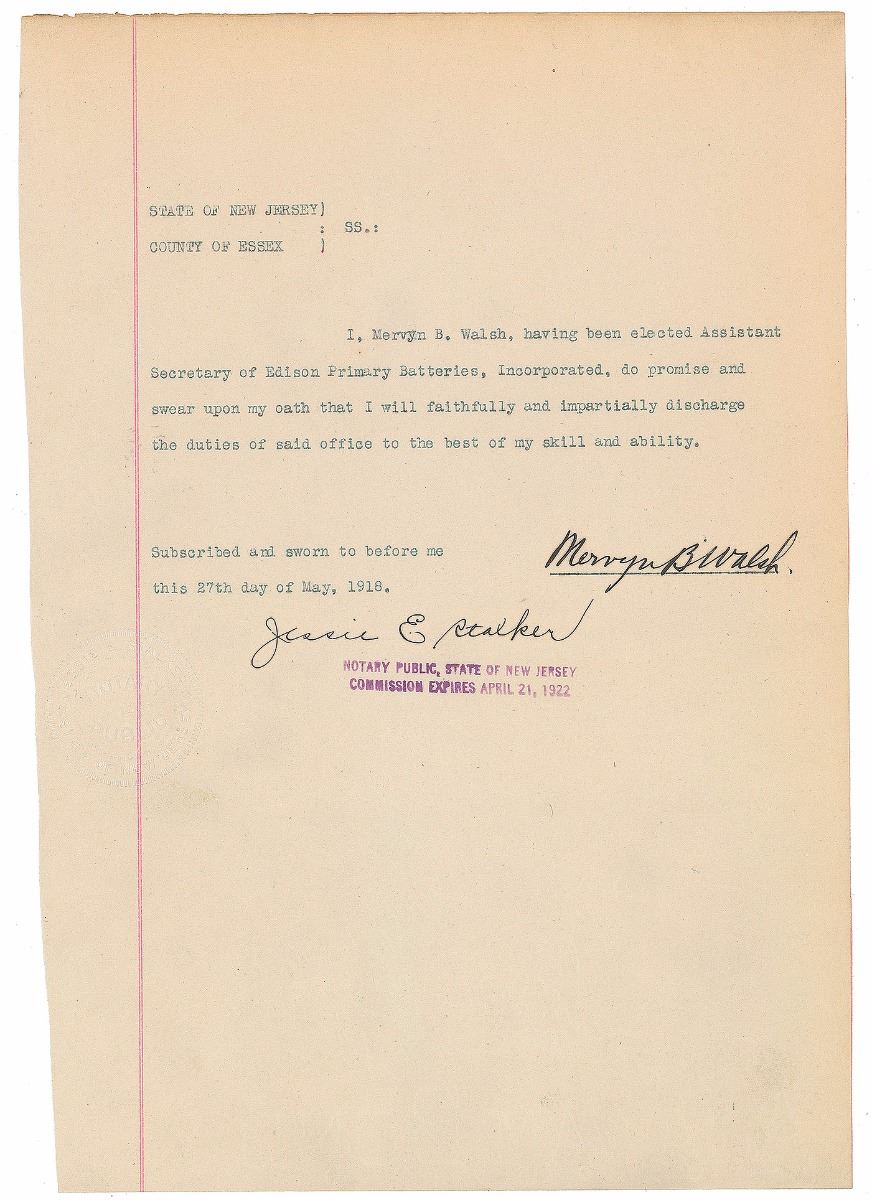 STATE OF NEW JERSEY)
: SS.:
COUNTY OF ESSEX )
I, Mervyn B. Walsh, having been elected Assistant
Secretary of Edison Primary Batteries, Incorporated, do promise and
swear upon my oath that I will faithfully and impartially discharge
the duties of said office to the best of my skill and ability.
Subscribed and sworn to before me
this 27th day of May, 1918.
Mervyn B Walsh.
Jessie E Stalker
NOTARY PUBLIC, STATE OF NEW JERSEY
COMMISSION EXPIRES APRIL 21, 1922